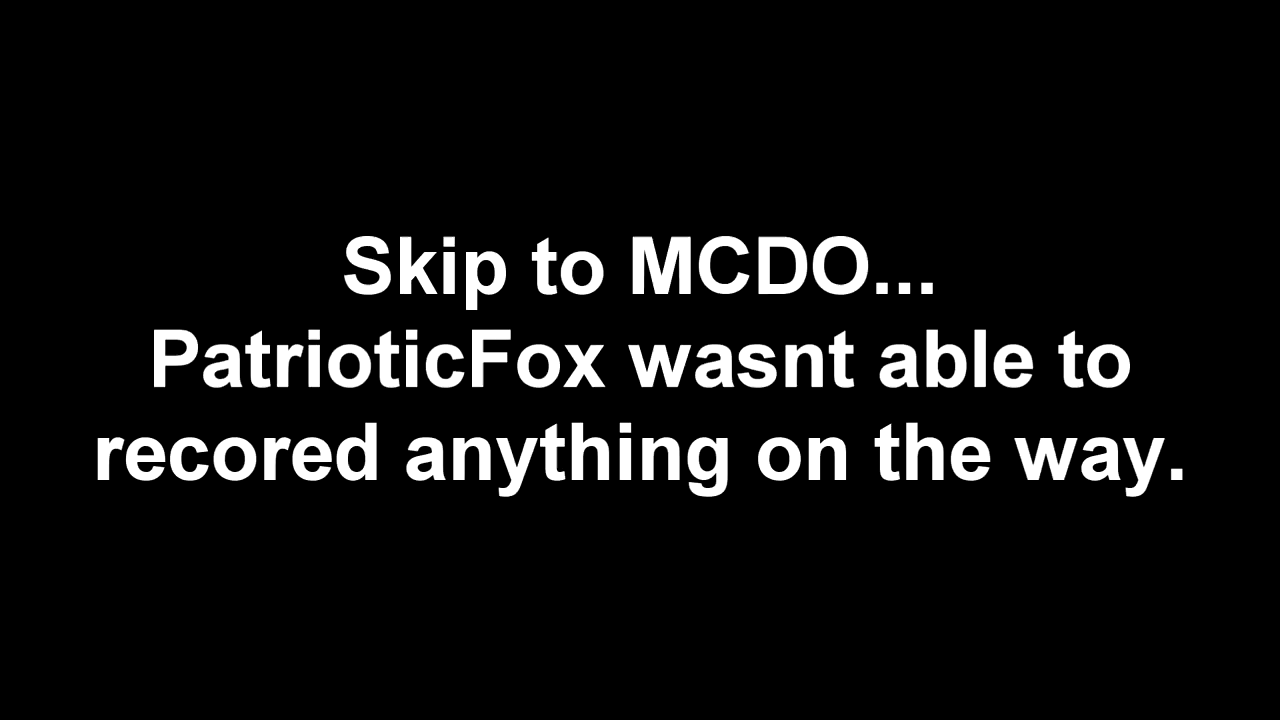 Skip to MCDO...
PatrioticFox wasnt able to
recored anything on the way.